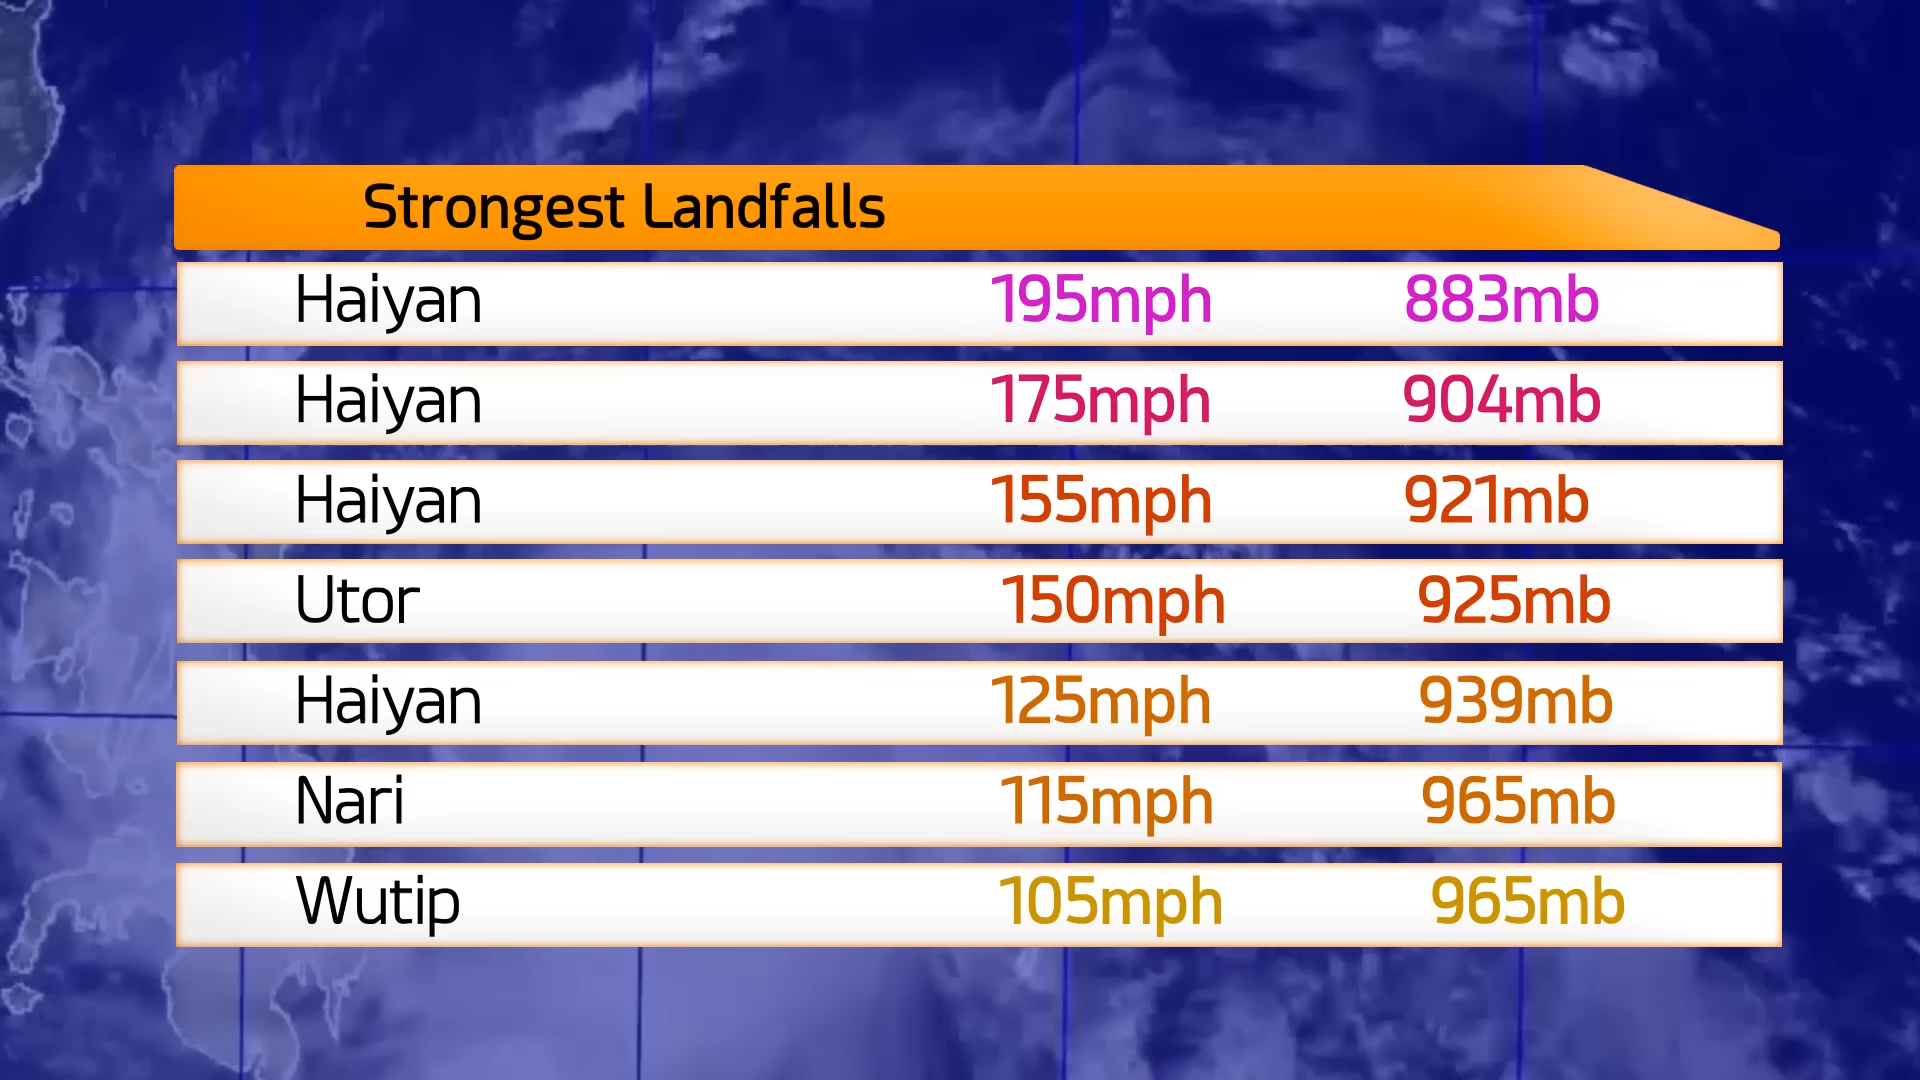 Strongest Landfalls
Haiyan 195mph 883mb
Haiyan 175mph 904mb
Haiyan 155mph 921mb
Utor 150mph 925mb
Haiyan 125mph 939mb
Nari 115mph 965mb
Wutip 105mph 965mb